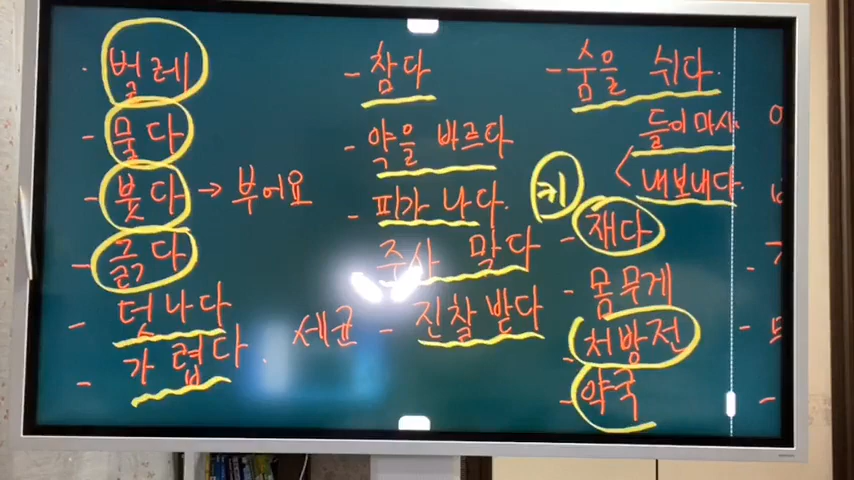 · 벌레
- 물다
- 붓다 → 부어요
- 긁다
- 덧나다
- 가렵다. 세균
- 참다
- 약을 바르다
- 피가 나다.
주사 맞다
- 진찰 받다
- 숨을 쉬다.
들이마시
내보내다.
- 재다
- 몸무게
- 처방전
- 약국